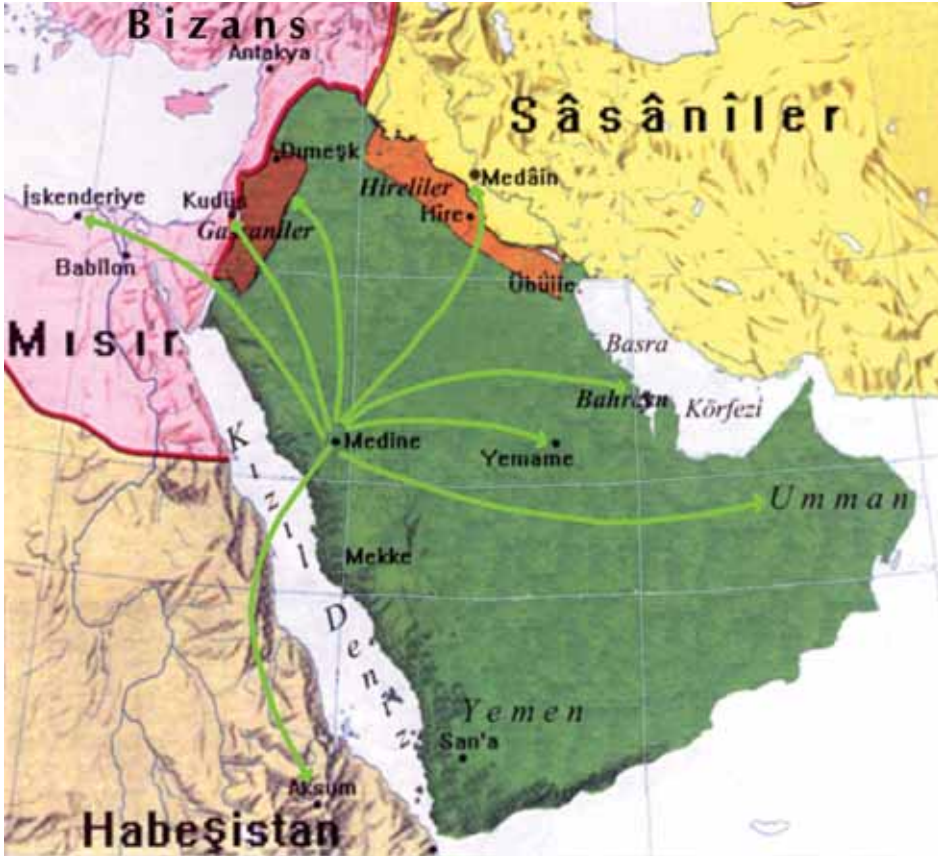 Bizans
Antakya
Sâsânîler
Dımeşk
Hireliler
Medâin
İskenderiye
Kudüs
Hire
Gassaniler
Babilon
Übülle
Mısır
Basra
Körfezi
Bahreyn
Medine
Yemame
Kızıl
Deniz
Umman
Mekke
Yemen
San'a
Aksum
Habeşistan